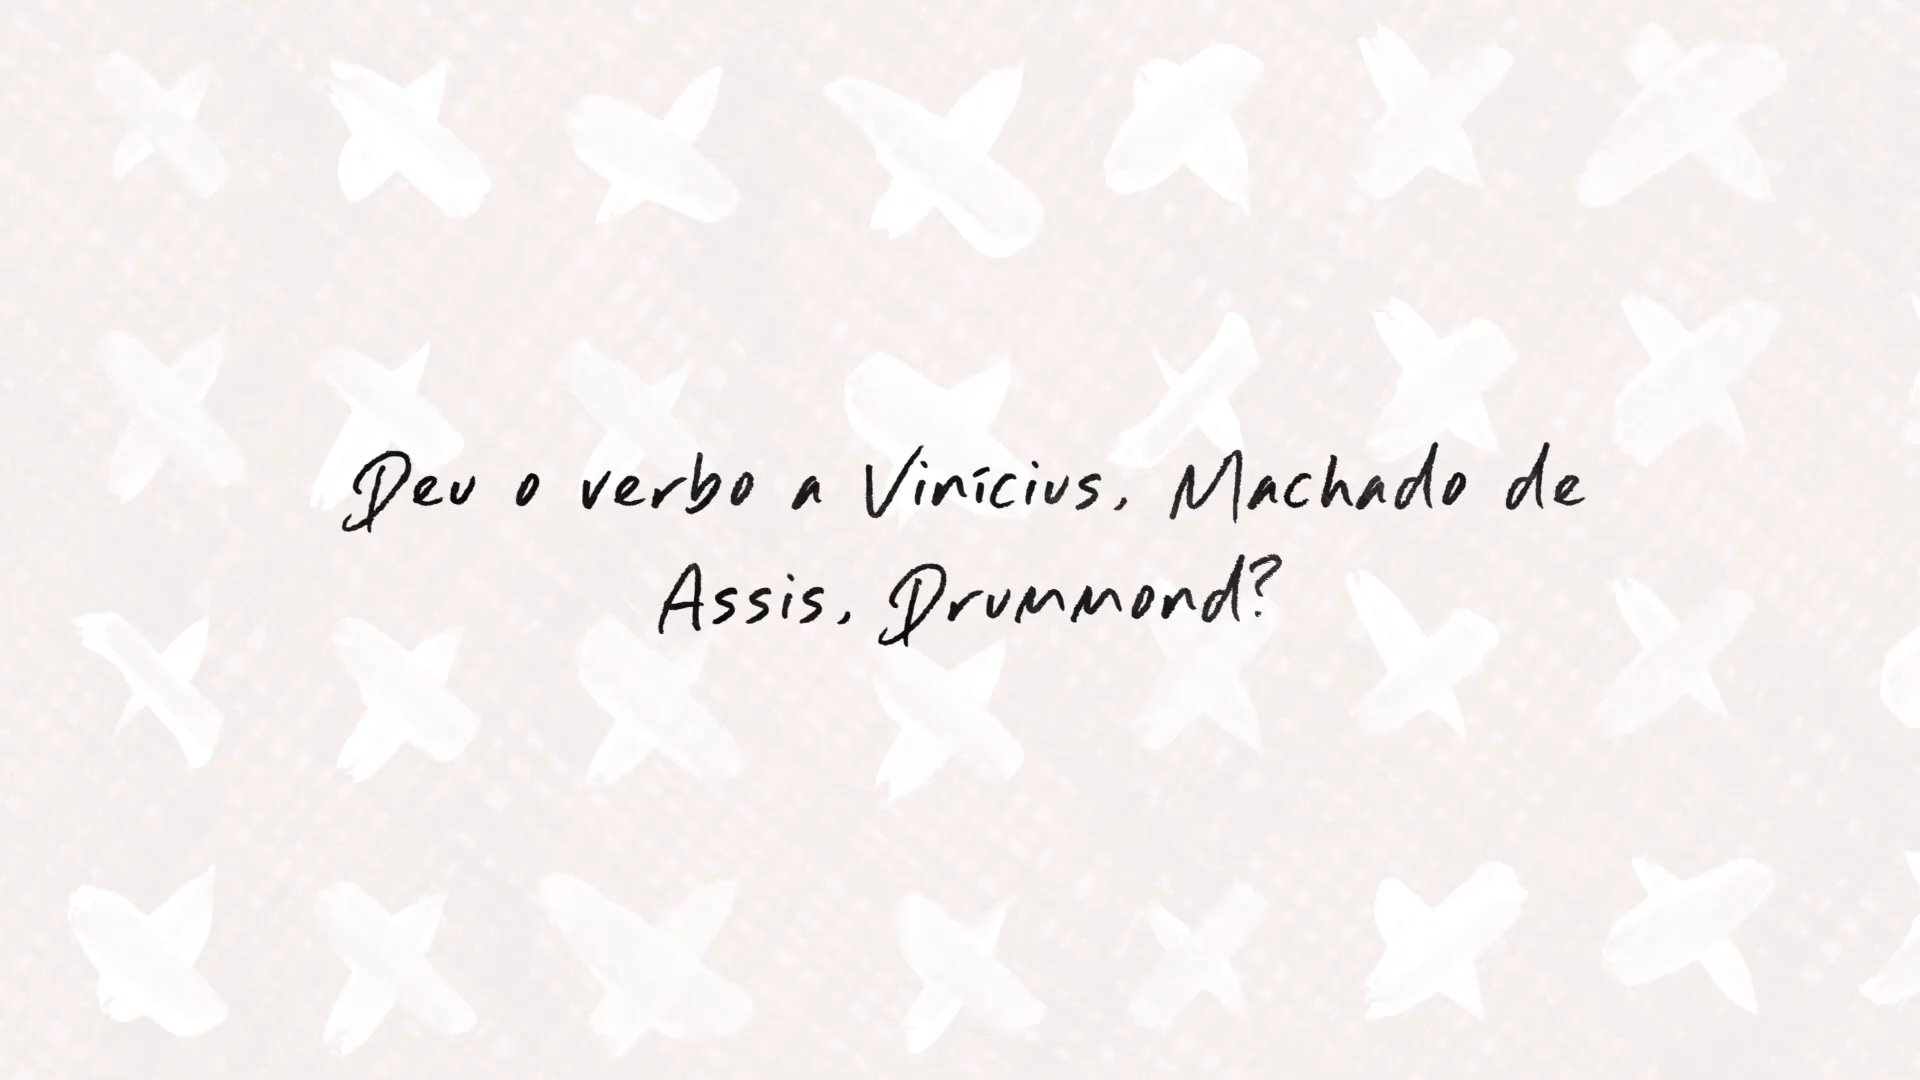 Deu o verbo a Vinícius, Machado de
Assis, Drummond?